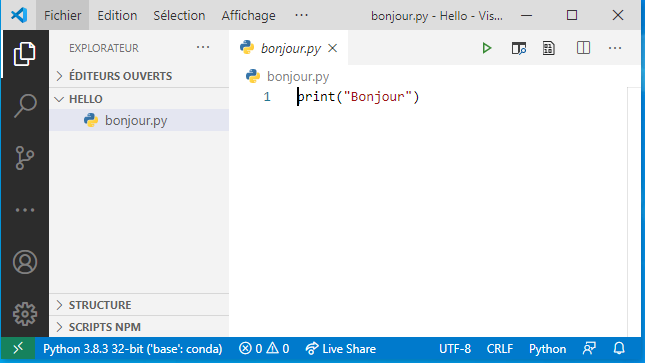 Fichier Edition Sélection Affichage ··· bonjour.py - Hello - Vis...
EXPLORATEUR ···
bonjour.py
ÉDITEURS OUVERTS
bonjour.py
HELLO
1 print("Bonjour")
bonjour.py
STRUCTURE
SCRIPTS NPM
Python 3.8.3 32-bit ('base': conda) 0 0 Live Share UTF-8 CRLF Python